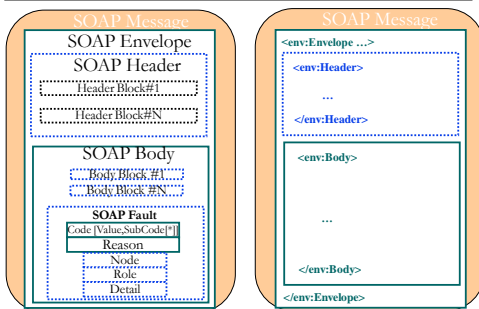 SOAP Message
SOAP Envelope
SOAP Header
Header Block#1
Header Block#N
SOAP Body
Body Block #1
Body Block #N
SOAP Fault
Code [Value,SubCode[*]]
Reason
Node
Role
Detail
SOAP Message
<env:Envelope …>
<env:Header>
…
</env:Header>
<env:Body>
…
</env:Body>
</env:Envelope>